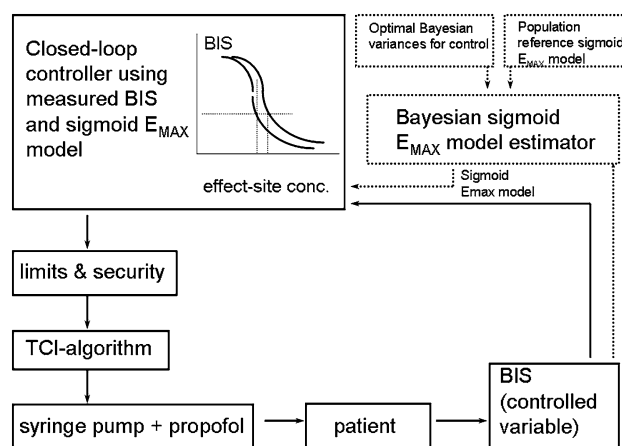 Closed-loop
controller using
measured BIS
and sigmoid EMAX
model
BIS
effect-site conc.
Optimal Bayesian
variances for control
Population
reference sigmoid
EMAX model
Bayesian sigmoid
EMAX model estimator
Sigmoid
Emax model
limits & security
TCI-algorithm
syringe pump + propofol
patient
BIS
(controlled
variable)